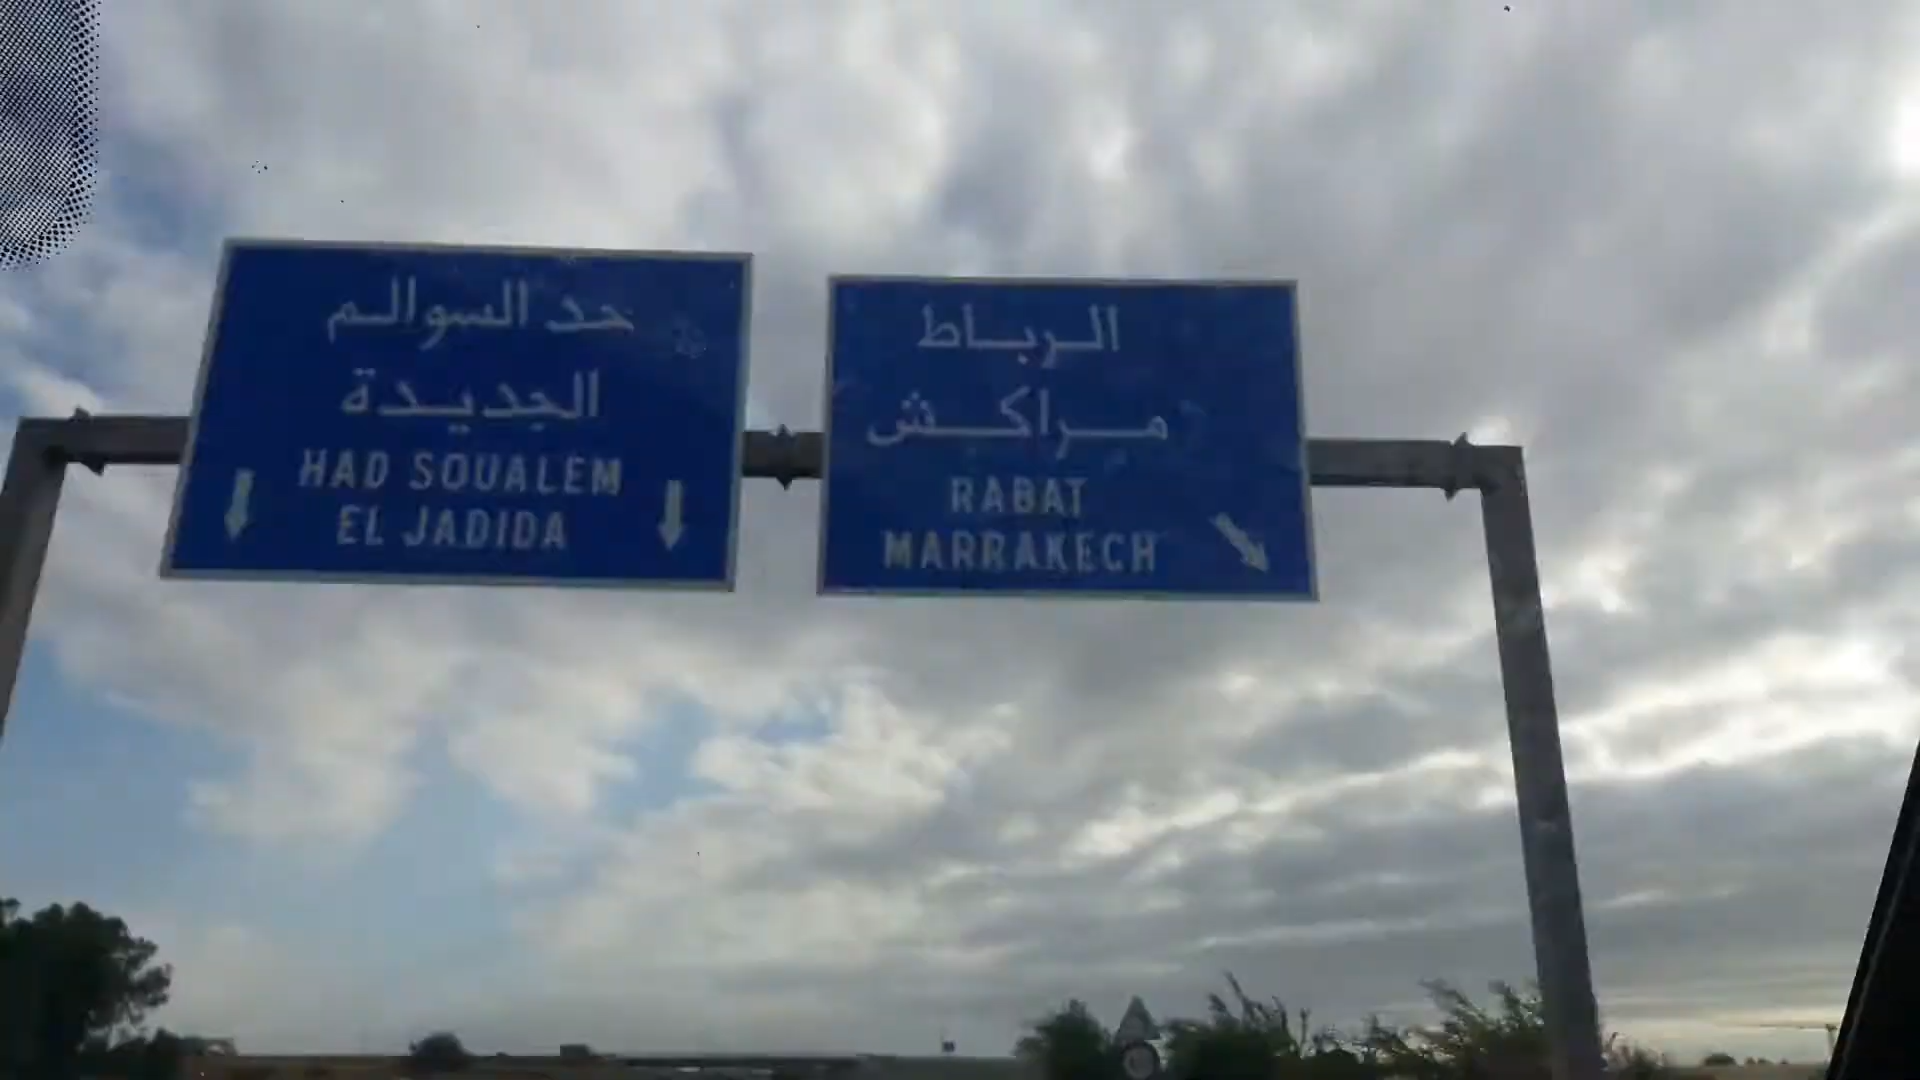 حد السوالم
الجديدة
HAD SOUALEM
EL JADIDA
الرباط
مراكش
RABAT
MARRAKECH